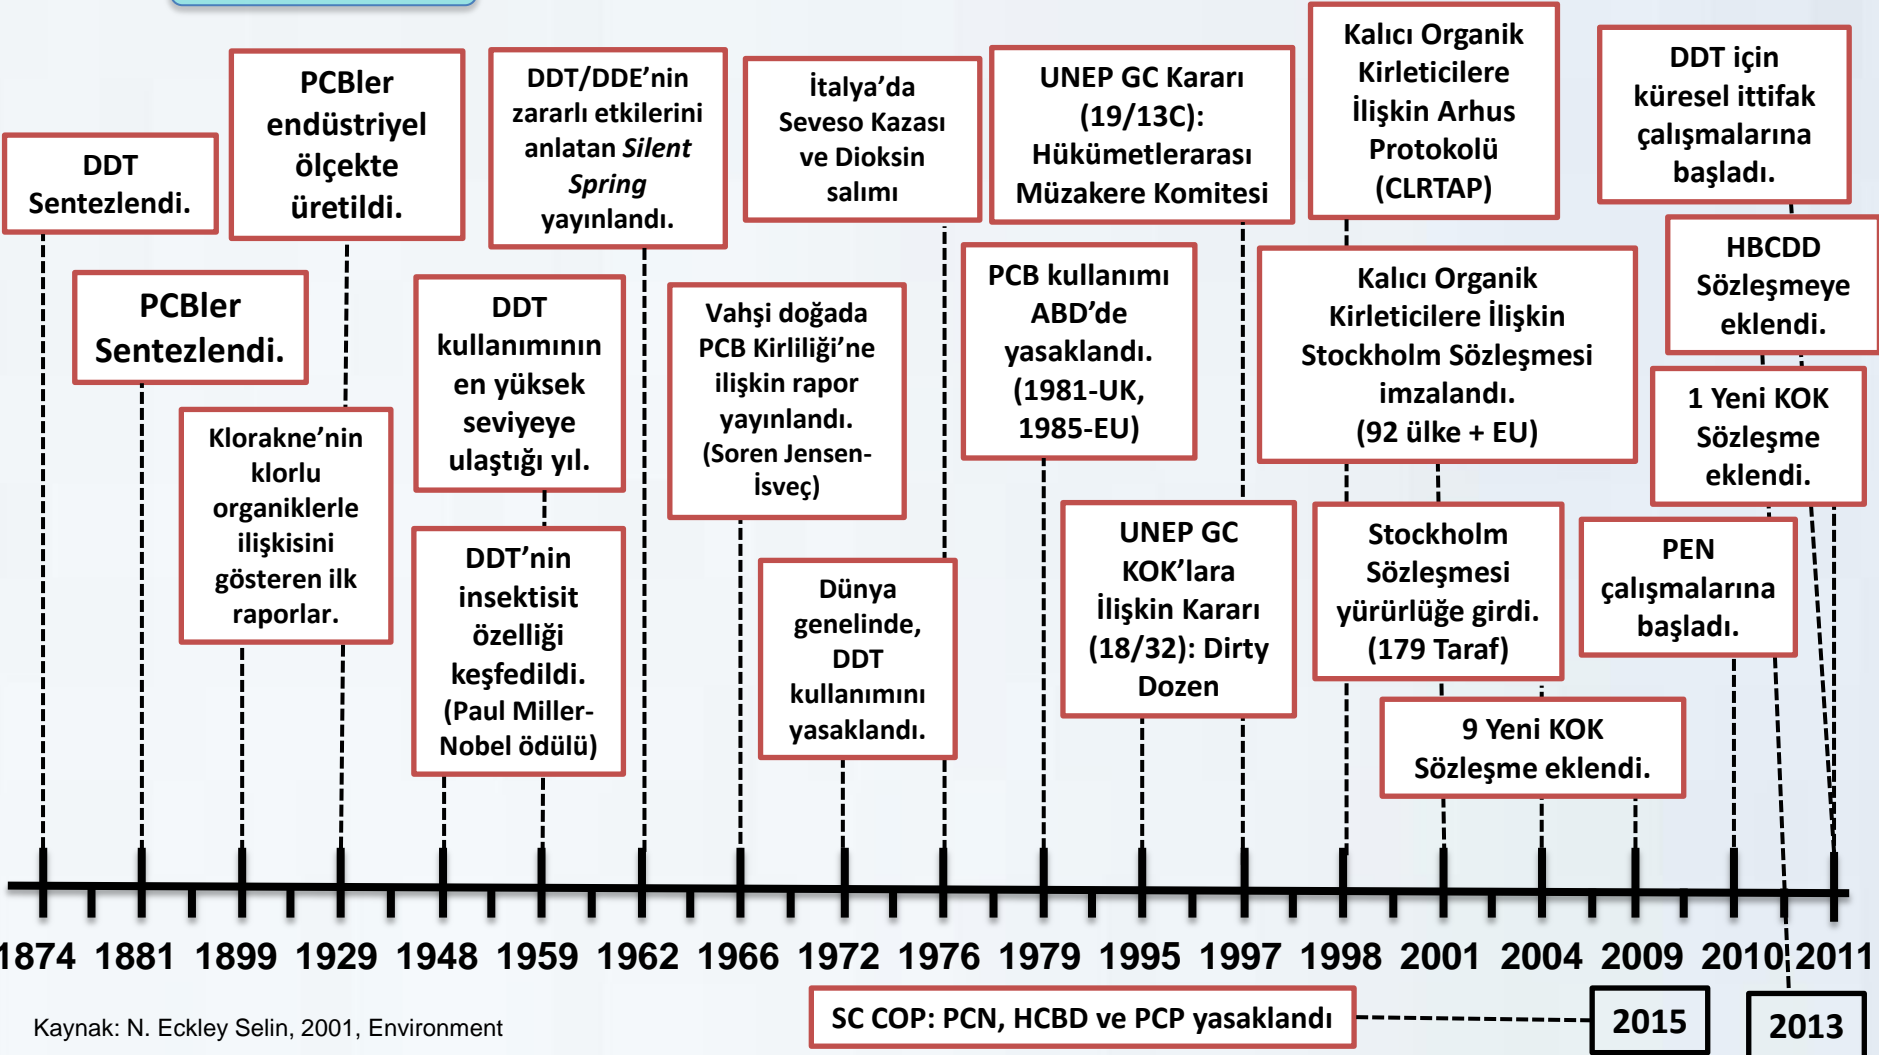 DDT
Sentezlendi.
PCBler
endüstriyel
ölçekte
üretildi.
DDT/DDE’nin
zararlı etkilerini
anlatan Silent
Spring
yayınlandı.
İtalya’da
Seveso Kazası
ve Dioksin
salımı
UNEP GC Kararı
(19/13C):
Hükümetlerarası
Müzakere Komitesi
Kalıcı Organik
Kirleticilere
İlişkin Arhus
Protokolü
(CLRTAP)
DDT için
küresel ittifak
çalışmalarına
başladı.
PCBler
Sentezlendi.
DDT
kullanımının
en yüksek
seviyeye
ulaştığı yıl.
Vahşi doğada
PCB Kirliliği’ne
ilişkin rapor
yayınlandı.
(Soren Jensen-
İsveç)
PCB kullanımı
ABD’de
yasaklandı.
(1981-UK,
1985-EU)
Kalıcı Organik
Kirleticilere İlişkin
Stockholm Sözleşmesi
imzalandı.
(92 ülke + EU)
HBCDD
Sözleşmeye
eklendi.
1 Yeni KOK
Sözleşme
eklendi.
Klorakne’nin
klorlu
organiklerle
ilişkisini
gösteren ilk
raporlar.
DDT’nin
insektisit
özelliği
keşfedildi.
(Paul Miller-
Nobel ödülü)
Dünya
genelinde,
DDT
kullanımını
yasaklandı.
UNEP GC
KOK’lara
İlişkin Kararı
(18/32): Dirty
Dozen
Stockholm
Sözleşmesi
yürürlüğe girdi.
(179 Taraf)
PEN
çalışmalarına
başladı.
9 Yeni KOK
Sözleşme eklendi.
1874 1881 1899 1929 1948 1959 1962 1966 1972 1976 1979 1995 1997 1998 2001 2004 2009 2010 2011
SC COP: PCN, HCBD ve PCP yasaklandı
2015
2013
Kaynak: N. Eckley Selin, 2001, Environment